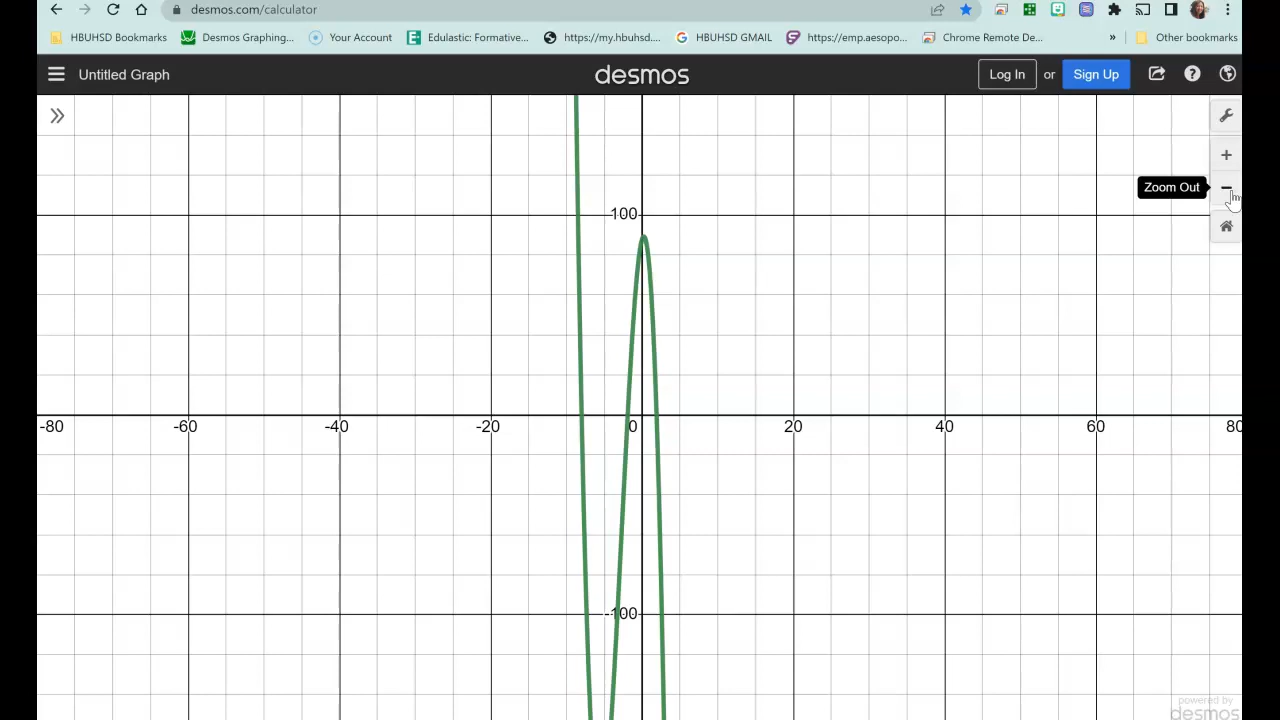 desmos.com/calculator
HBUHSD Bookmarks Desmos Graphing... Your Account Edulastic: Formative... https://my.hbuhsd.... HBUHSD GMAIL https://emp.aesopo... Chrome Remote De... » Other bookmarks
Untitled Graph desmos Log In or Sign Up
Zoom Out
100
-80 -60 -40 -20 0 20 40 60 80
-100
powered by
desmos